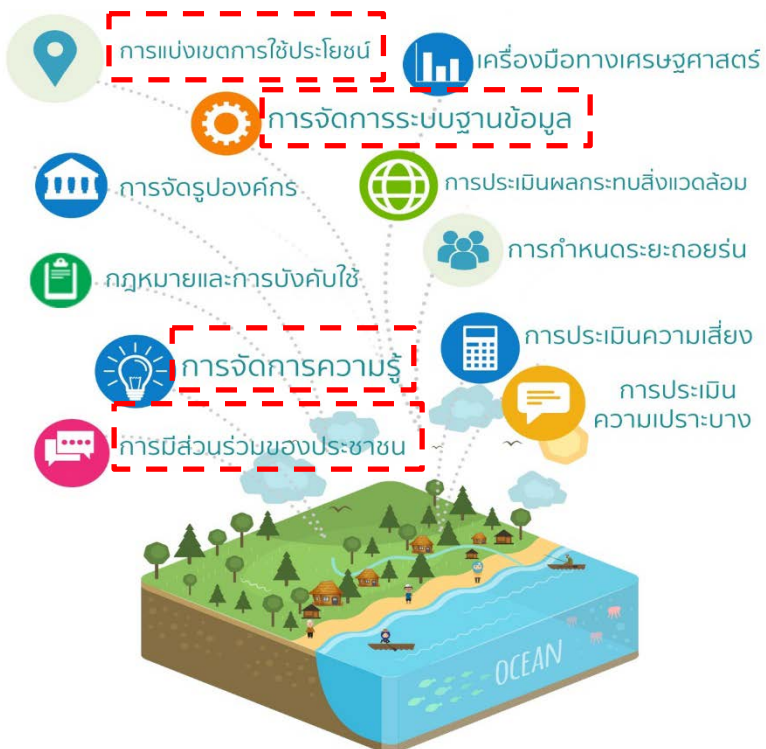 การแบ่งเขตการใช้ประโยชน์
เครื่องมือทางเศรษฐศาสตร์
การจัดการระบบฐานข้อมูล
การจัดรูปองค์กร
การประเมินผลกระทบสิ่งแวดล้อม
การกำหนดระยะถอยร่น
กฎหมายและการบังคับใช้
การประเมินความเสี่ยง
การจัดการความรู้
การประเมิน
ความเปราะบาง
การมีส่วนร่วมของประชาชน
OCEAN